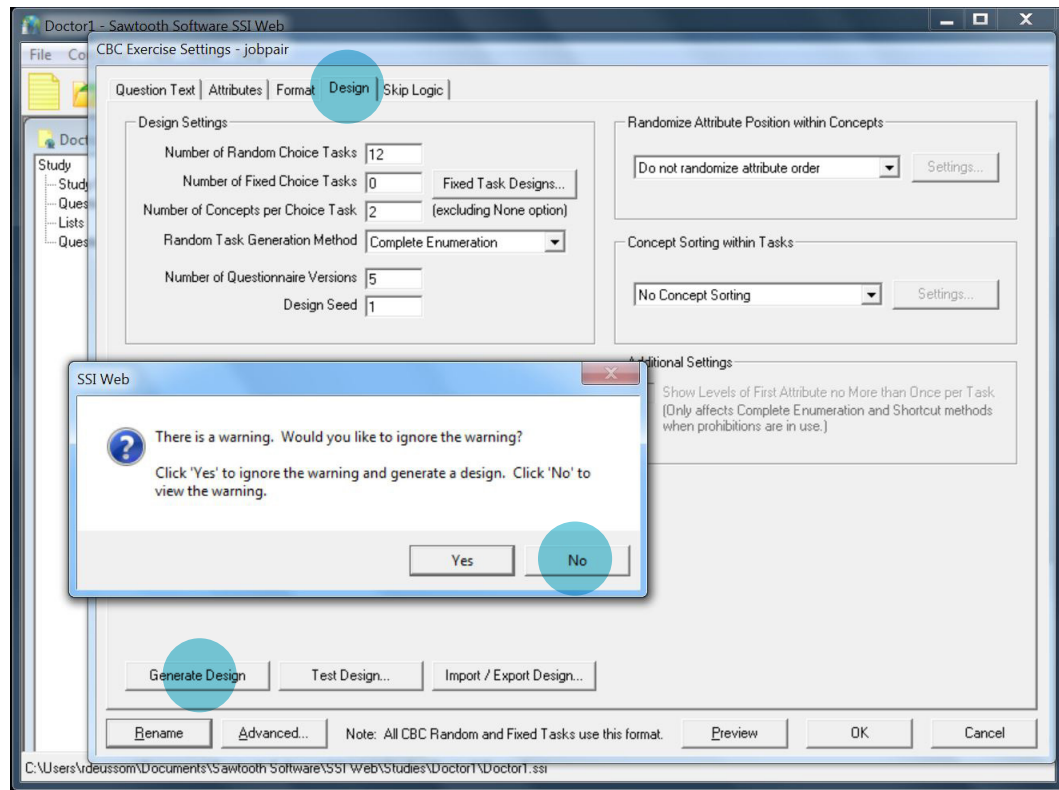 Doctor1 - Sawtooth Software SSI Web
File Co
CBC Exercise Settings - jobpair
Question Text Attributes Format Design Skip Logic
Doct
Study
Study
Ques
Lists
Ques
Design Settings
Number of Random Choice Tasks 12
Number of Fixed Choice Tasks 0 Fixed Task Designs...
Number of Concepts per Choice Task 2 (excluding None option)
Random Task Generation Method Complete Enumeration
Number of Questionnaire Versions 5
Design Seed 1
Randomize Attribute Position within Concepts
Do not randomize attribute order Settings...
Concept Sorting within Tasks
No Concept Sorting Settings...
Additional Settings
Show Levels of First Attribute no More than Once per Task
(Only affects Complete Enumeration and Shortcut methods
when prohibitions are in use.)
SSI Web
There is a warning. Would you like to ignore the warning?
Click 'Yes' to ignore the warning and generate a design. Click 'No' to
view the warning.
Yes No
Generate Design Test Design... Import / Export Design...
Rename Advanced... Note: All CBC Random and Fixed Tasks use this format. Preview OK Cancel
C:\Users\rdeussom\Documents\Sawtooth Software\SSI Web\Studies\Doctor1\Doctor1.ssi